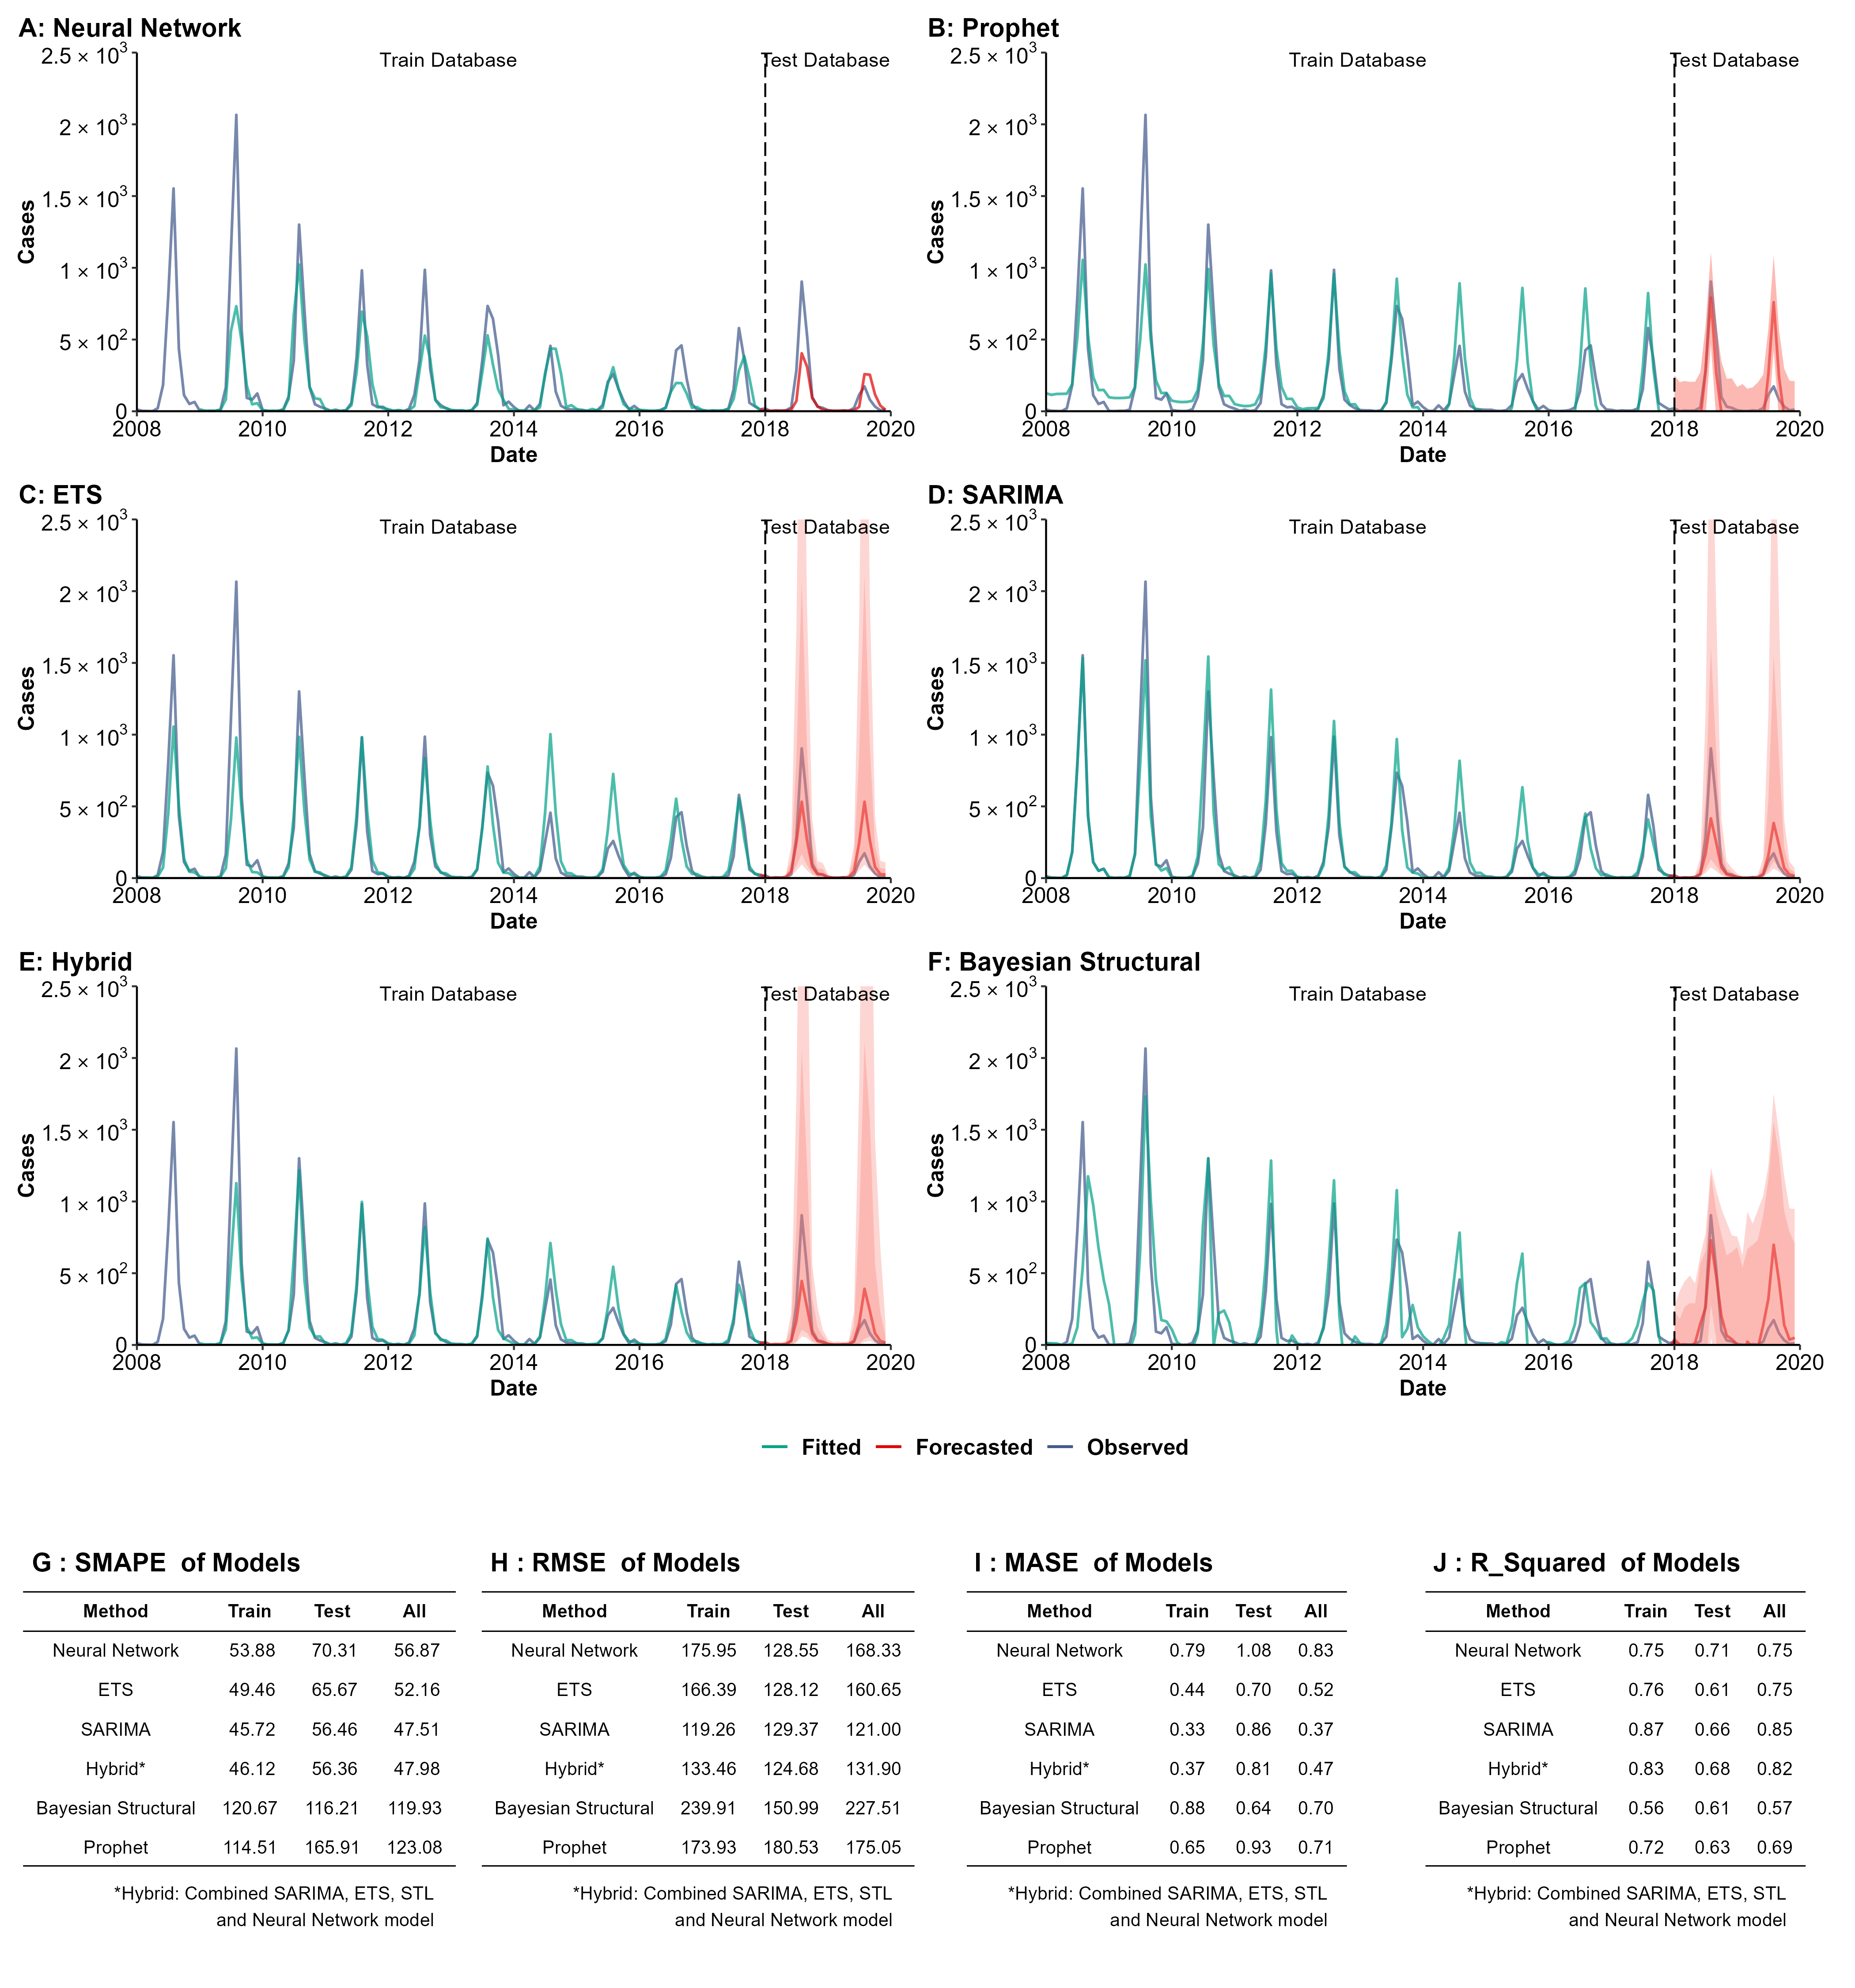 A: Neural Network
2.5 × 10³
2 × 10³
1.5 × 10³
1 × 10³
5 × 10²
0
Cases
Train Database
Test Database
2008 2010 2012 2014 2016 2018 2020
Date
B: Prophet
2.5 × 10³
2 × 10³
1.5 × 10³
1 × 10³
5 × 10²
0
Cases
Train Database
Test Database
2008 2010 2012 2014 2016 2018 2020
Date
C: ETS
2.5 × 10³
2 × 10³
1.5 × 10³
1 × 10³
5 × 10²
0
Cases
Train Database
Test Database
2008 2010 2012 2014 2016 2018 2020
Date
D: SARIMA
2.5 × 10³
2 × 10³
1.5 × 10³
1 × 10³
5 × 10²
0
Cases
Train Database
Test Database
2008 2010 2012 2014 2016 2018 2020
Date
E: Hybrid
2.5 × 10³
2 × 10³
1.5 × 10³
1 × 10³
5 × 10²
0
Cases
Train Database
Test Database
2008 2010 2012 2014 2016 2018 2020
Date
F: Bayesian Structural
2.5 × 10³
2 × 10³
1.5 × 10³
1 × 10³
5 × 10²
0
Cases
Train Database
Test Database
2008 2010 2012 2014 2016 2018 2020
Date
Fitted Forecasted Observed
G : SMAPE of Models
Method Train Test All
Neural Network 53.88 70.31 56.87
ETS 49.46 65.67 52.16
SARIMA 45.72 56.46 47.51
Hybrid* 46.12 56.36 47.98
Bayesian Structural 120.67 116.21 119.93
Prophet 114.51 165.91 123.08
*Hybrid: Combined SARIMA, ETS, STL
and Neural Network model
H : RMSE of Models
Method Train Test All
Neural Network 175.95 128.55 168.33
ETS 166.39 128.12 160.65
SARIMA 119.26 129.37 121.00
Hybrid* 133.46 124.68 131.90
Bayesian Structural 239.91 150.99 227.51
Prophet 173.93 180.53 175.05
*Hybrid: Combined SARIMA, ETS, STL
and Neural Network model
I : MASE of Models
Method Train Test All
Neural Network 0.79 1.08 0.83
ETS 0.44 0.70 0.52
SARIMA 0.33 0.86 0.37
Hybrid* 0.37 0.81 0.47
Bayesian Structural 0.88 0.64 0.70
Prophet 0.65 0.93 0.71
*Hybrid: Combined SARIMA, ETS, STL
and Neural Network model
J : R_Squared of Models
Method Train Test All
Neural Network 0.75 0.71 0.75
ETS 0.76 0.61 0.75
SARIMA 0.87 0.66 0.85
Hybrid* 0.83 0.68 0.82
Bayesian Structural 0.56 0.61 0.57
Prophet 0.72 0.63 0.69
*Hybrid: Combined SARIMA, ETS, STL
and Neural Network model